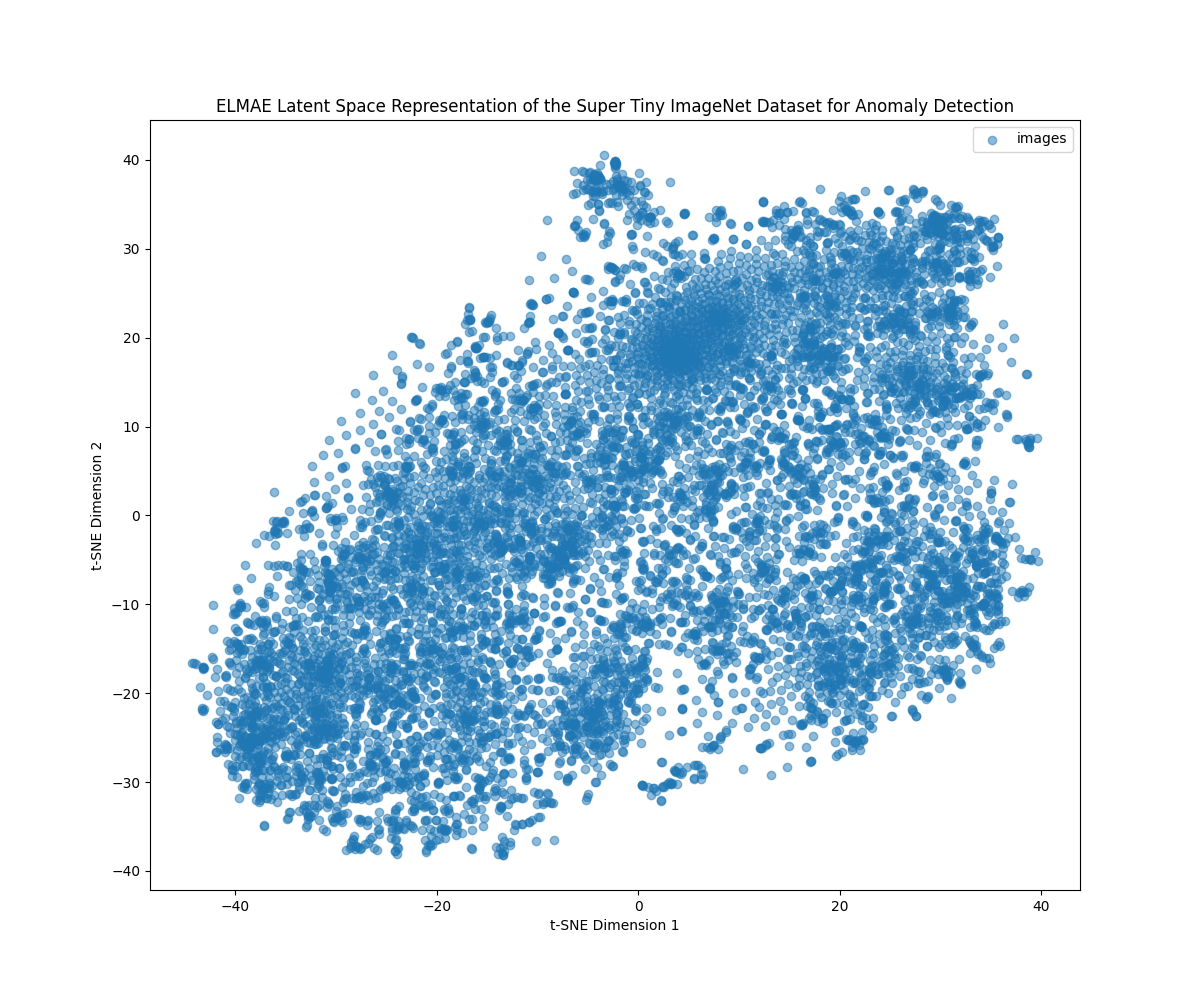 ELMAE Latent Space Representation of the Super Tiny ImageNet Dataset for Anomaly Detection
images
40
30
20
10
0
−10
−20
−30
−40
t-SNE Dimension 2
−40 −20 0 20 40
t-SNE Dimension 1